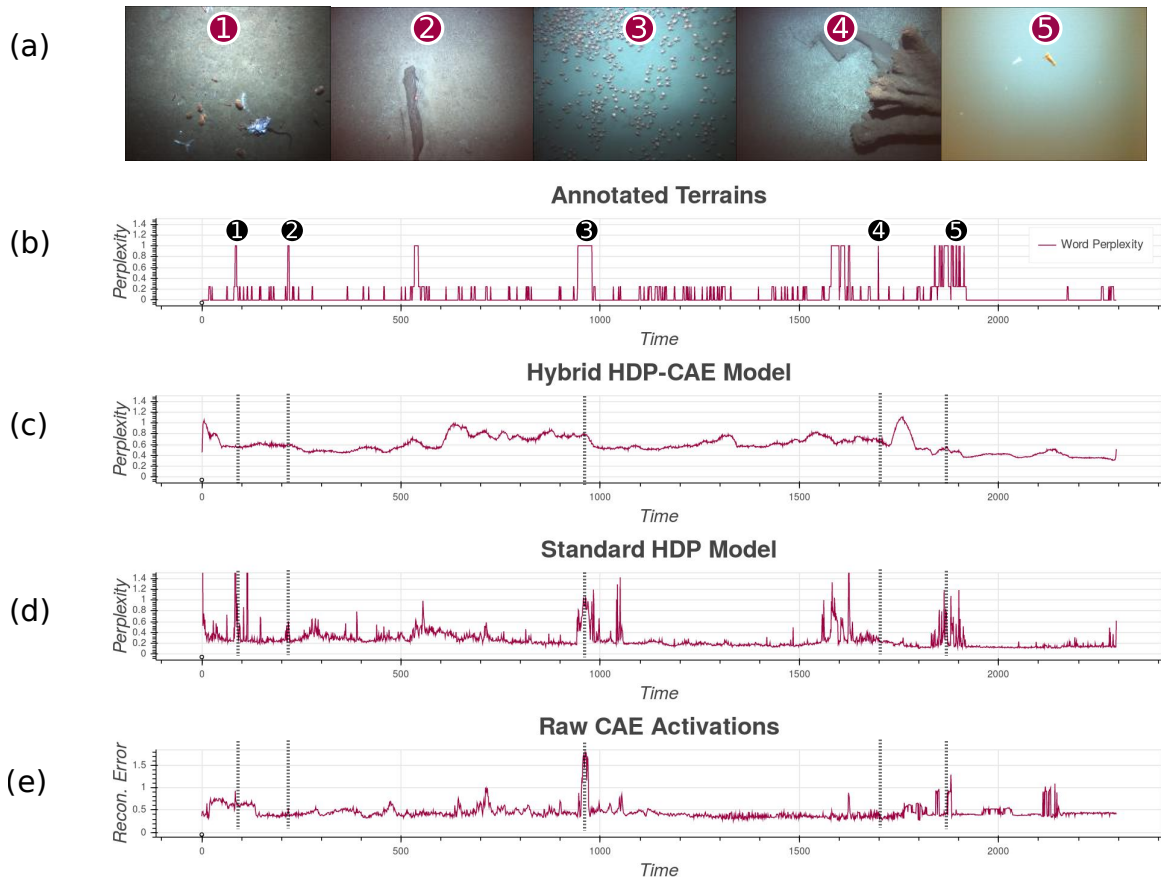 (a)
1 2 3 4 5
Annotated Terrains
(b)
Perplexity
1.4
1.2
1
0.8
0.6
0.4
0.2
0
1 2 3 4 5
Word Perplexity
0 500 1000 1500 2000
Time
Hybrid HDP-CAE Model
(c)
Perplexity
1.4
1.2
1
0.8
0.6
0.4
0.2
0
0 500 1000 1500 2000
Time
Standard HDP Model
(d)
Perplexity
1.4
1.2
1
0.8
0.6
0.4
0.2
0
0 500 1000 1500 2000
Time
Raw CAE Activations
(e)
Recon. Error
1.5
1
0.5
0
0 500 1000 1500 2000
Time